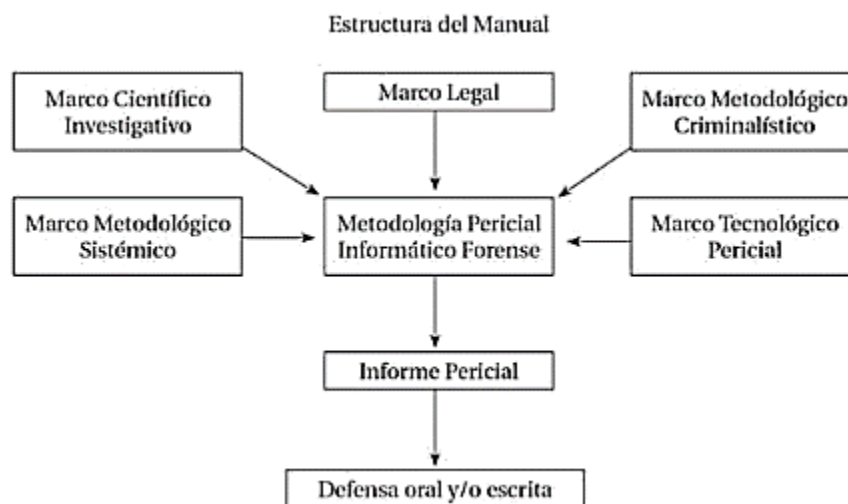 Estructura del Manual
Marco Científico
Investigativo
Marco Legal
Marco Metodológico
Criminalístico
Marco Metodológico
Sistémico
Metodología Pericial
Informático Forense
Marco Tecnológico
Pericial
Informe Pericial
Defensa oral y/o escrita